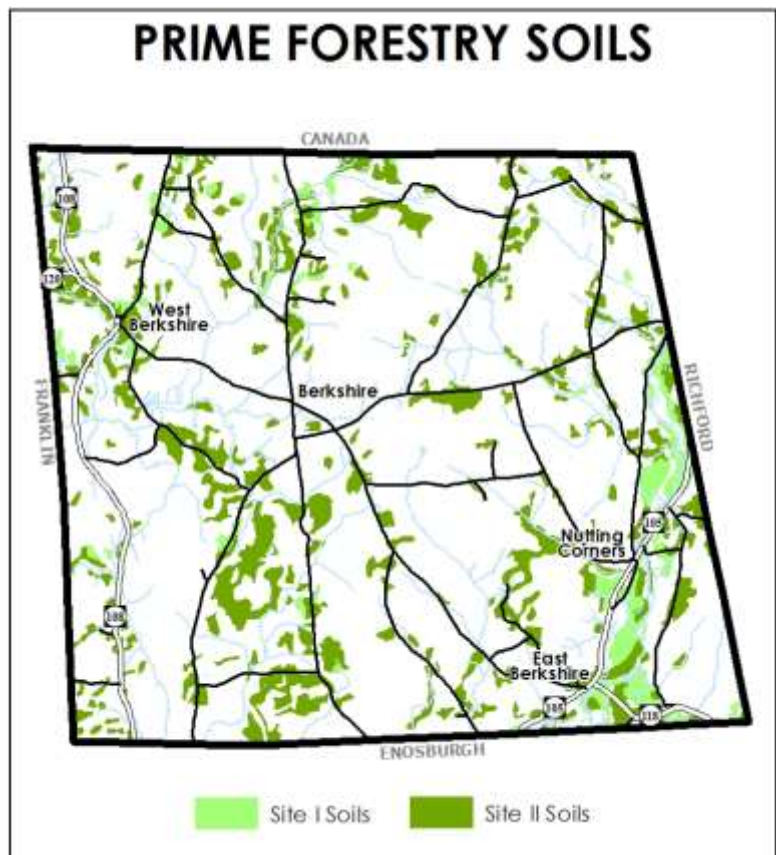 PRIME FORESTRY SOILS
CANADA
108
120
West
Berkshire
Berkshire
FRANKLIN
RICHFORD
105
Nutting
Corners
108
East
Berkshire
105
118
ENOSBURGH
Site I Soils
Site II Soils